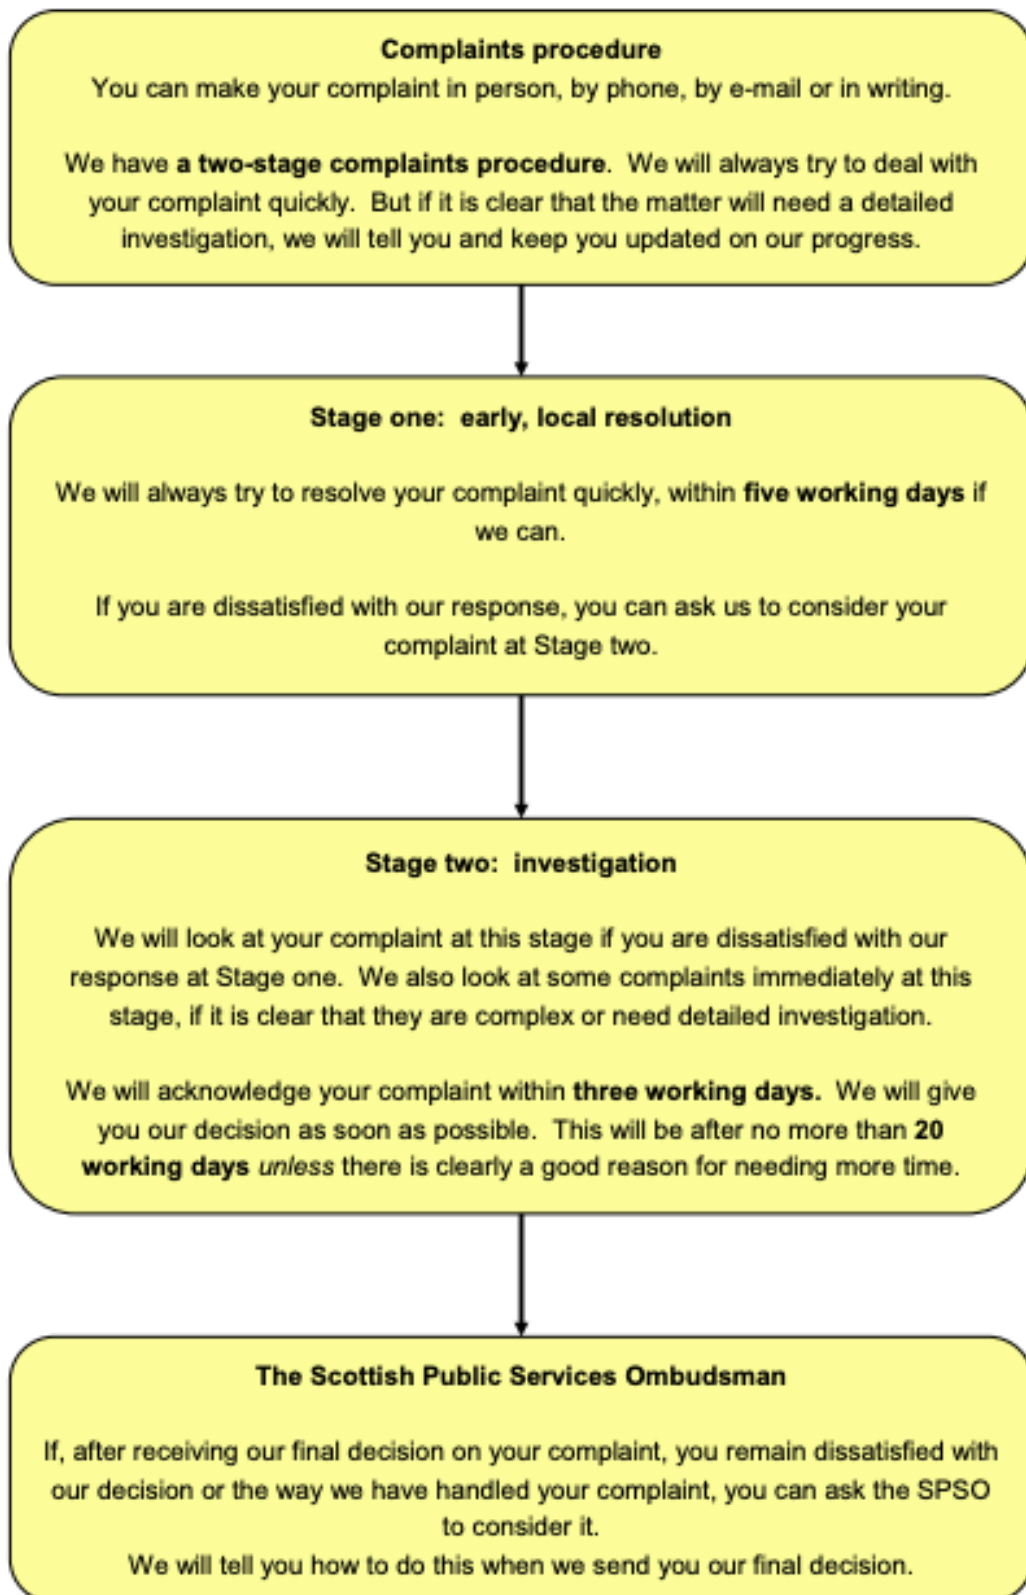 Complaints procedure
You can make your complaint in person, by phone, by e-mail or in writing.
We have a two-stage complaints procedure.  We will always try to deal with
your complaint quickly.  But if it is clear that the matter will need a detailed
investigation, we will tell you and keep you updated on our progress.
Stage one:  early, local resolution
We will always try to resolve your complaint quickly, within five working days if
we can.
If you are dissatisfied with our response, you can ask us to consider your
complaint at Stage two.
Stage two:  investigation
We will look at your complaint at this stage if you are dissatisfied with our
response at Stage one.  We also look at some complaints immediately at this
stage, if it is clear that they are complex or need detailed investigation.
We will acknowledge your complaint within three working days.  We will give
you our decision as soon as possible.  This will be after no more than 20
working days unless there is clearly a good reason for needing more time.
The Scottish Public Services Ombudsman
If, after receiving our final decision on your complaint, you remain dissatisfied with
our decision or the way we have handled your complaint, you can ask the SPSO
to consider it.
We will tell you how to do this when we send you our final decision.